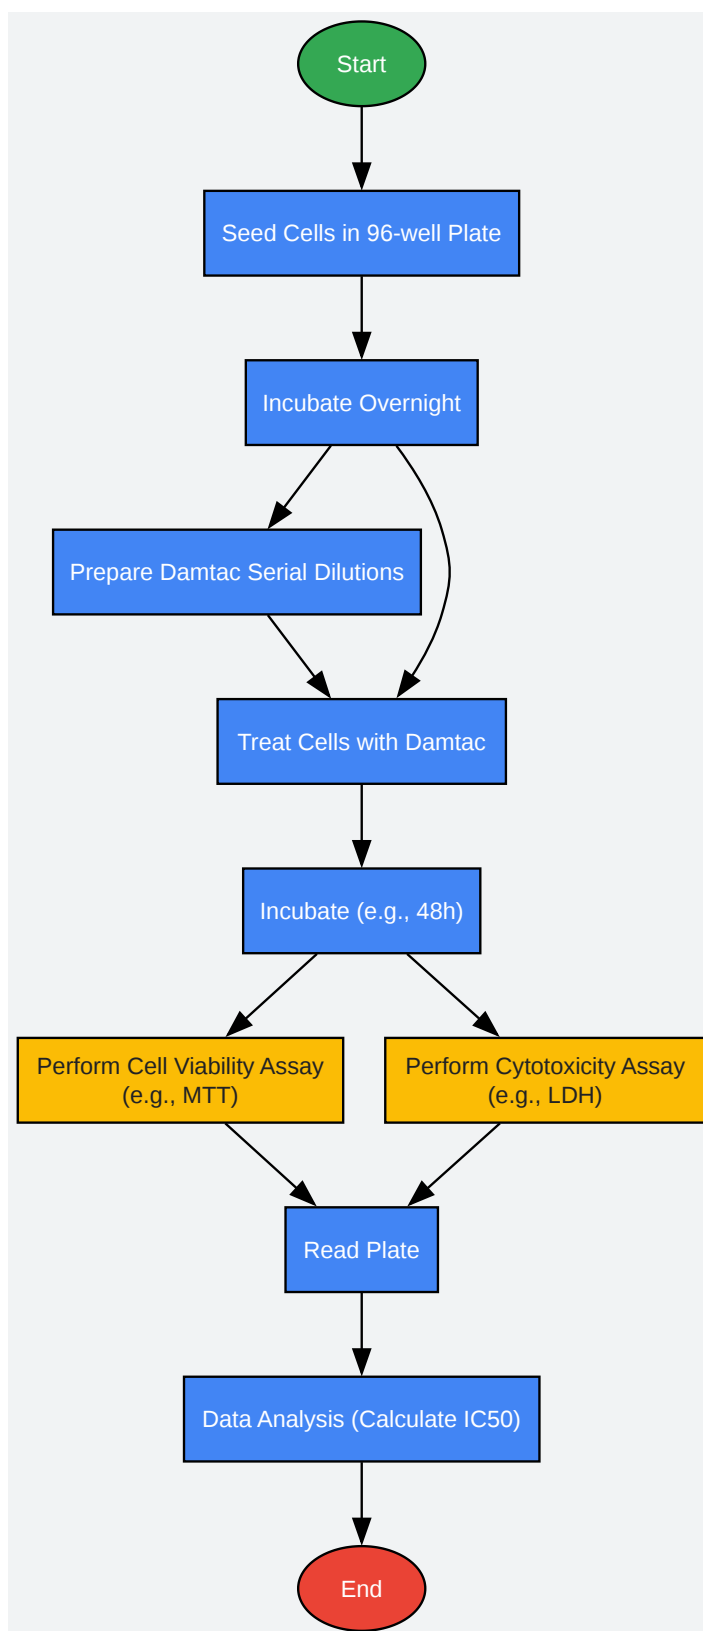 Start
Seed Cells in 96-well Plate
Incubate Overnight
Prepare Damtac Serial Dilutions
Treat Cells with Damtac
Incubate (e.g., 48h)
Perform Cell Viability Assay
(e.g., MTT)
Perform Cytotoxicity Assay
(e.g., LDH)
Read Plate
Data Analysis (Calculate IC50)
End